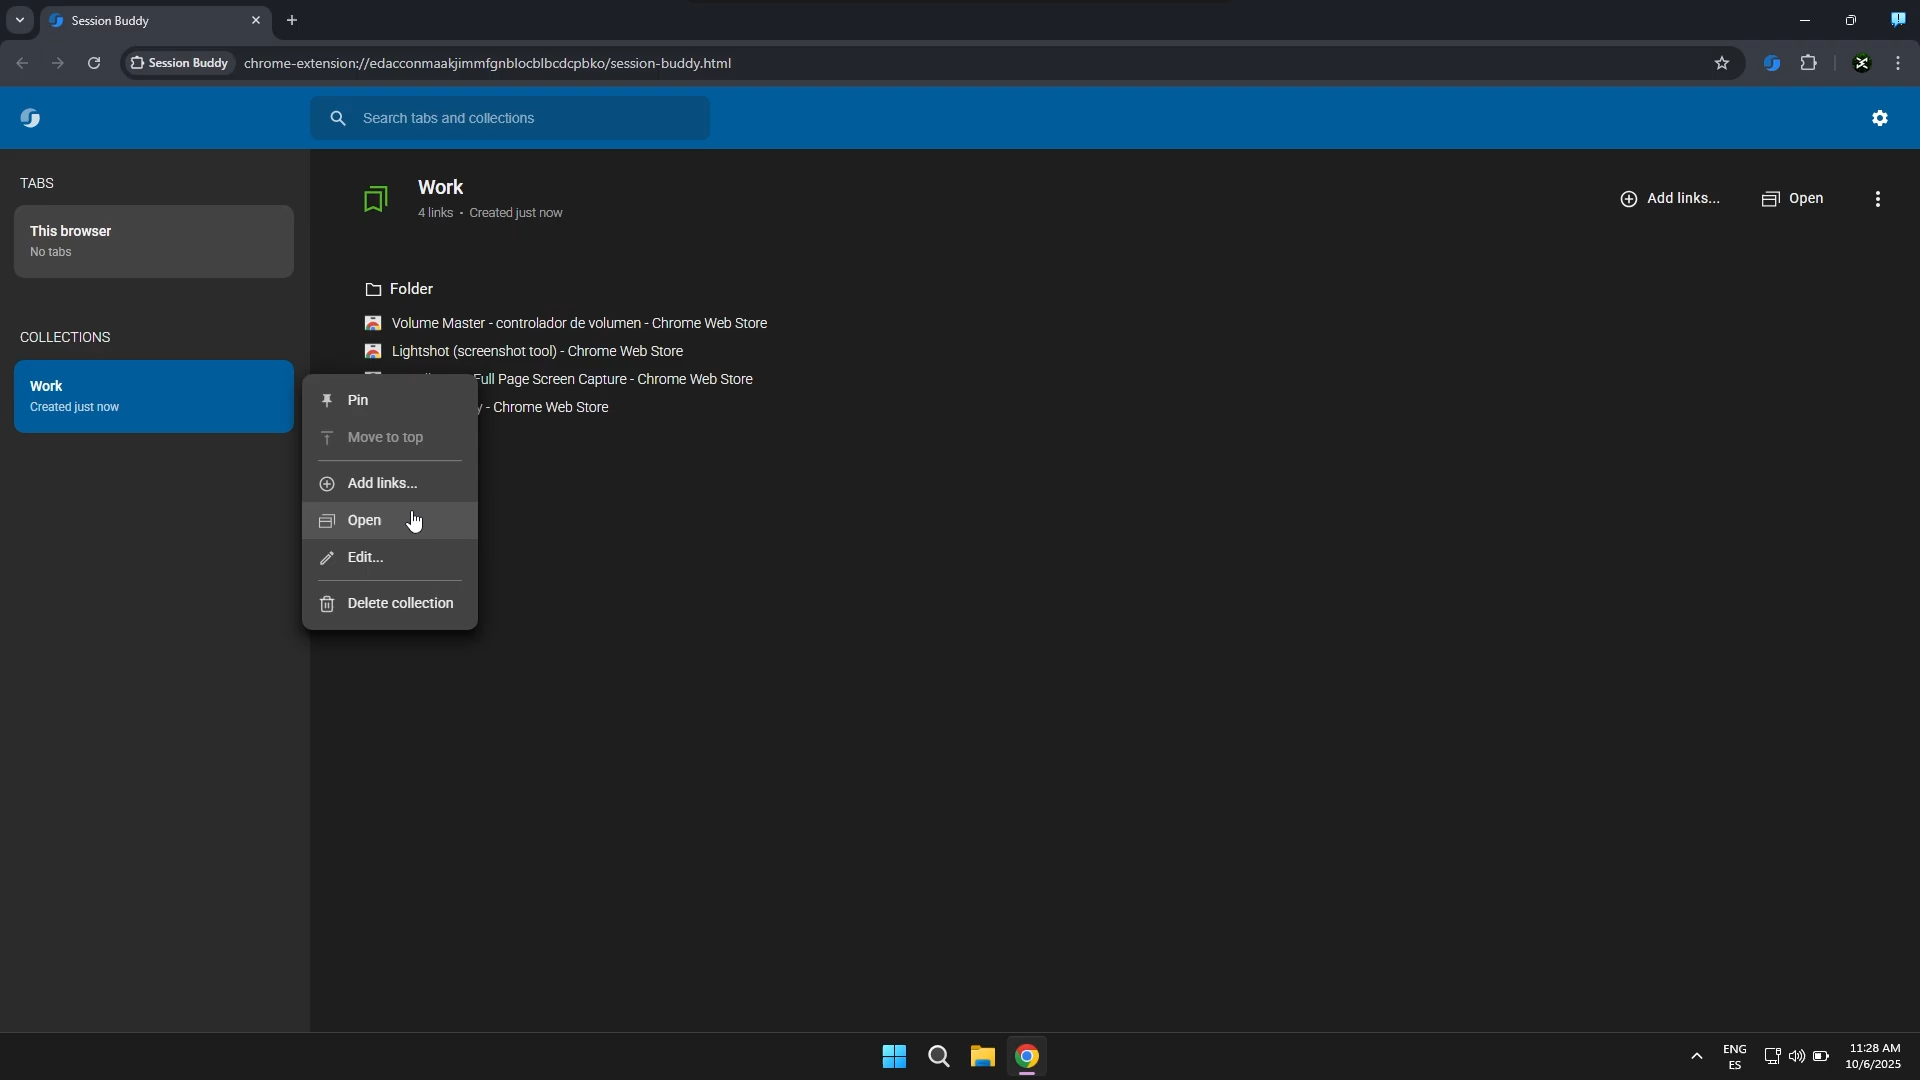 Session Buddy
Session Buddy chrome-extension://edacconmaakjimmfgnblocblbcdcpbko/session-buddy.html
Search tabs and collections
TABS
This browser
No tabs
COLLECTIONS
Work
Created just now
Work
4 links • Created just now
Add links...
Open
Folder
Volume Master - controlador de volumen - Chrome Web Store
Lightshot (screenshot tool) - Chrome Web Store
Full Page Screen Capture - Chrome Web Store
y - Chrome Web Store
Pin
Move to top
Add links...
Open
Edit...
Delete collection
ENG
ES
11:28 AM
10/6/2025